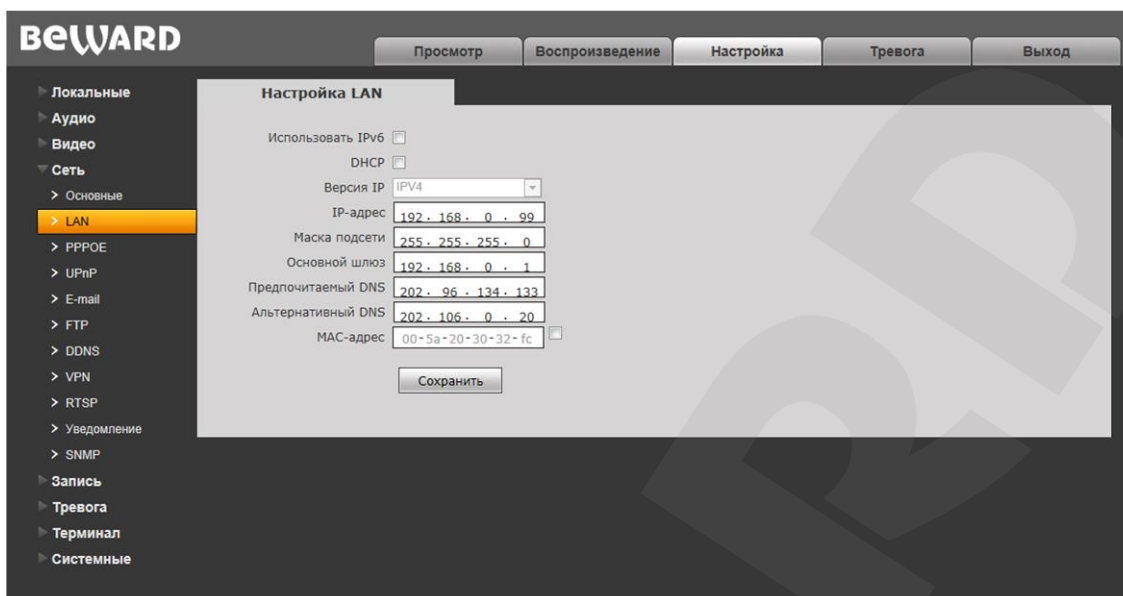 BEWARD
Просмотр Воспроизведение Настройка Тревога Выход
Локальные
Аудио
Видео
Сеть
> Основные
> LAN
> PPPOE
> UPnP
> E-mail
> FTP
> DDNS
> VPN
> RTSP
> Уведомление
> SNMP
Запись
Тревога
Терминал
Системные
Настройка LAN
Использовать IPv6
DHCP
Версия IP IPV4
IP-адрес 192. 168. 0 . 99
Маска подсети 255. 255. 255. 0
Основной шлюз 192. 168. 0 . 1
Предпочитаемый DNS 202. 96 . 134. 133
Альтернативный DNS 202. 106. 0 . 20
MAC-адрес 00-5a-20-30-32-fc
Сохранить